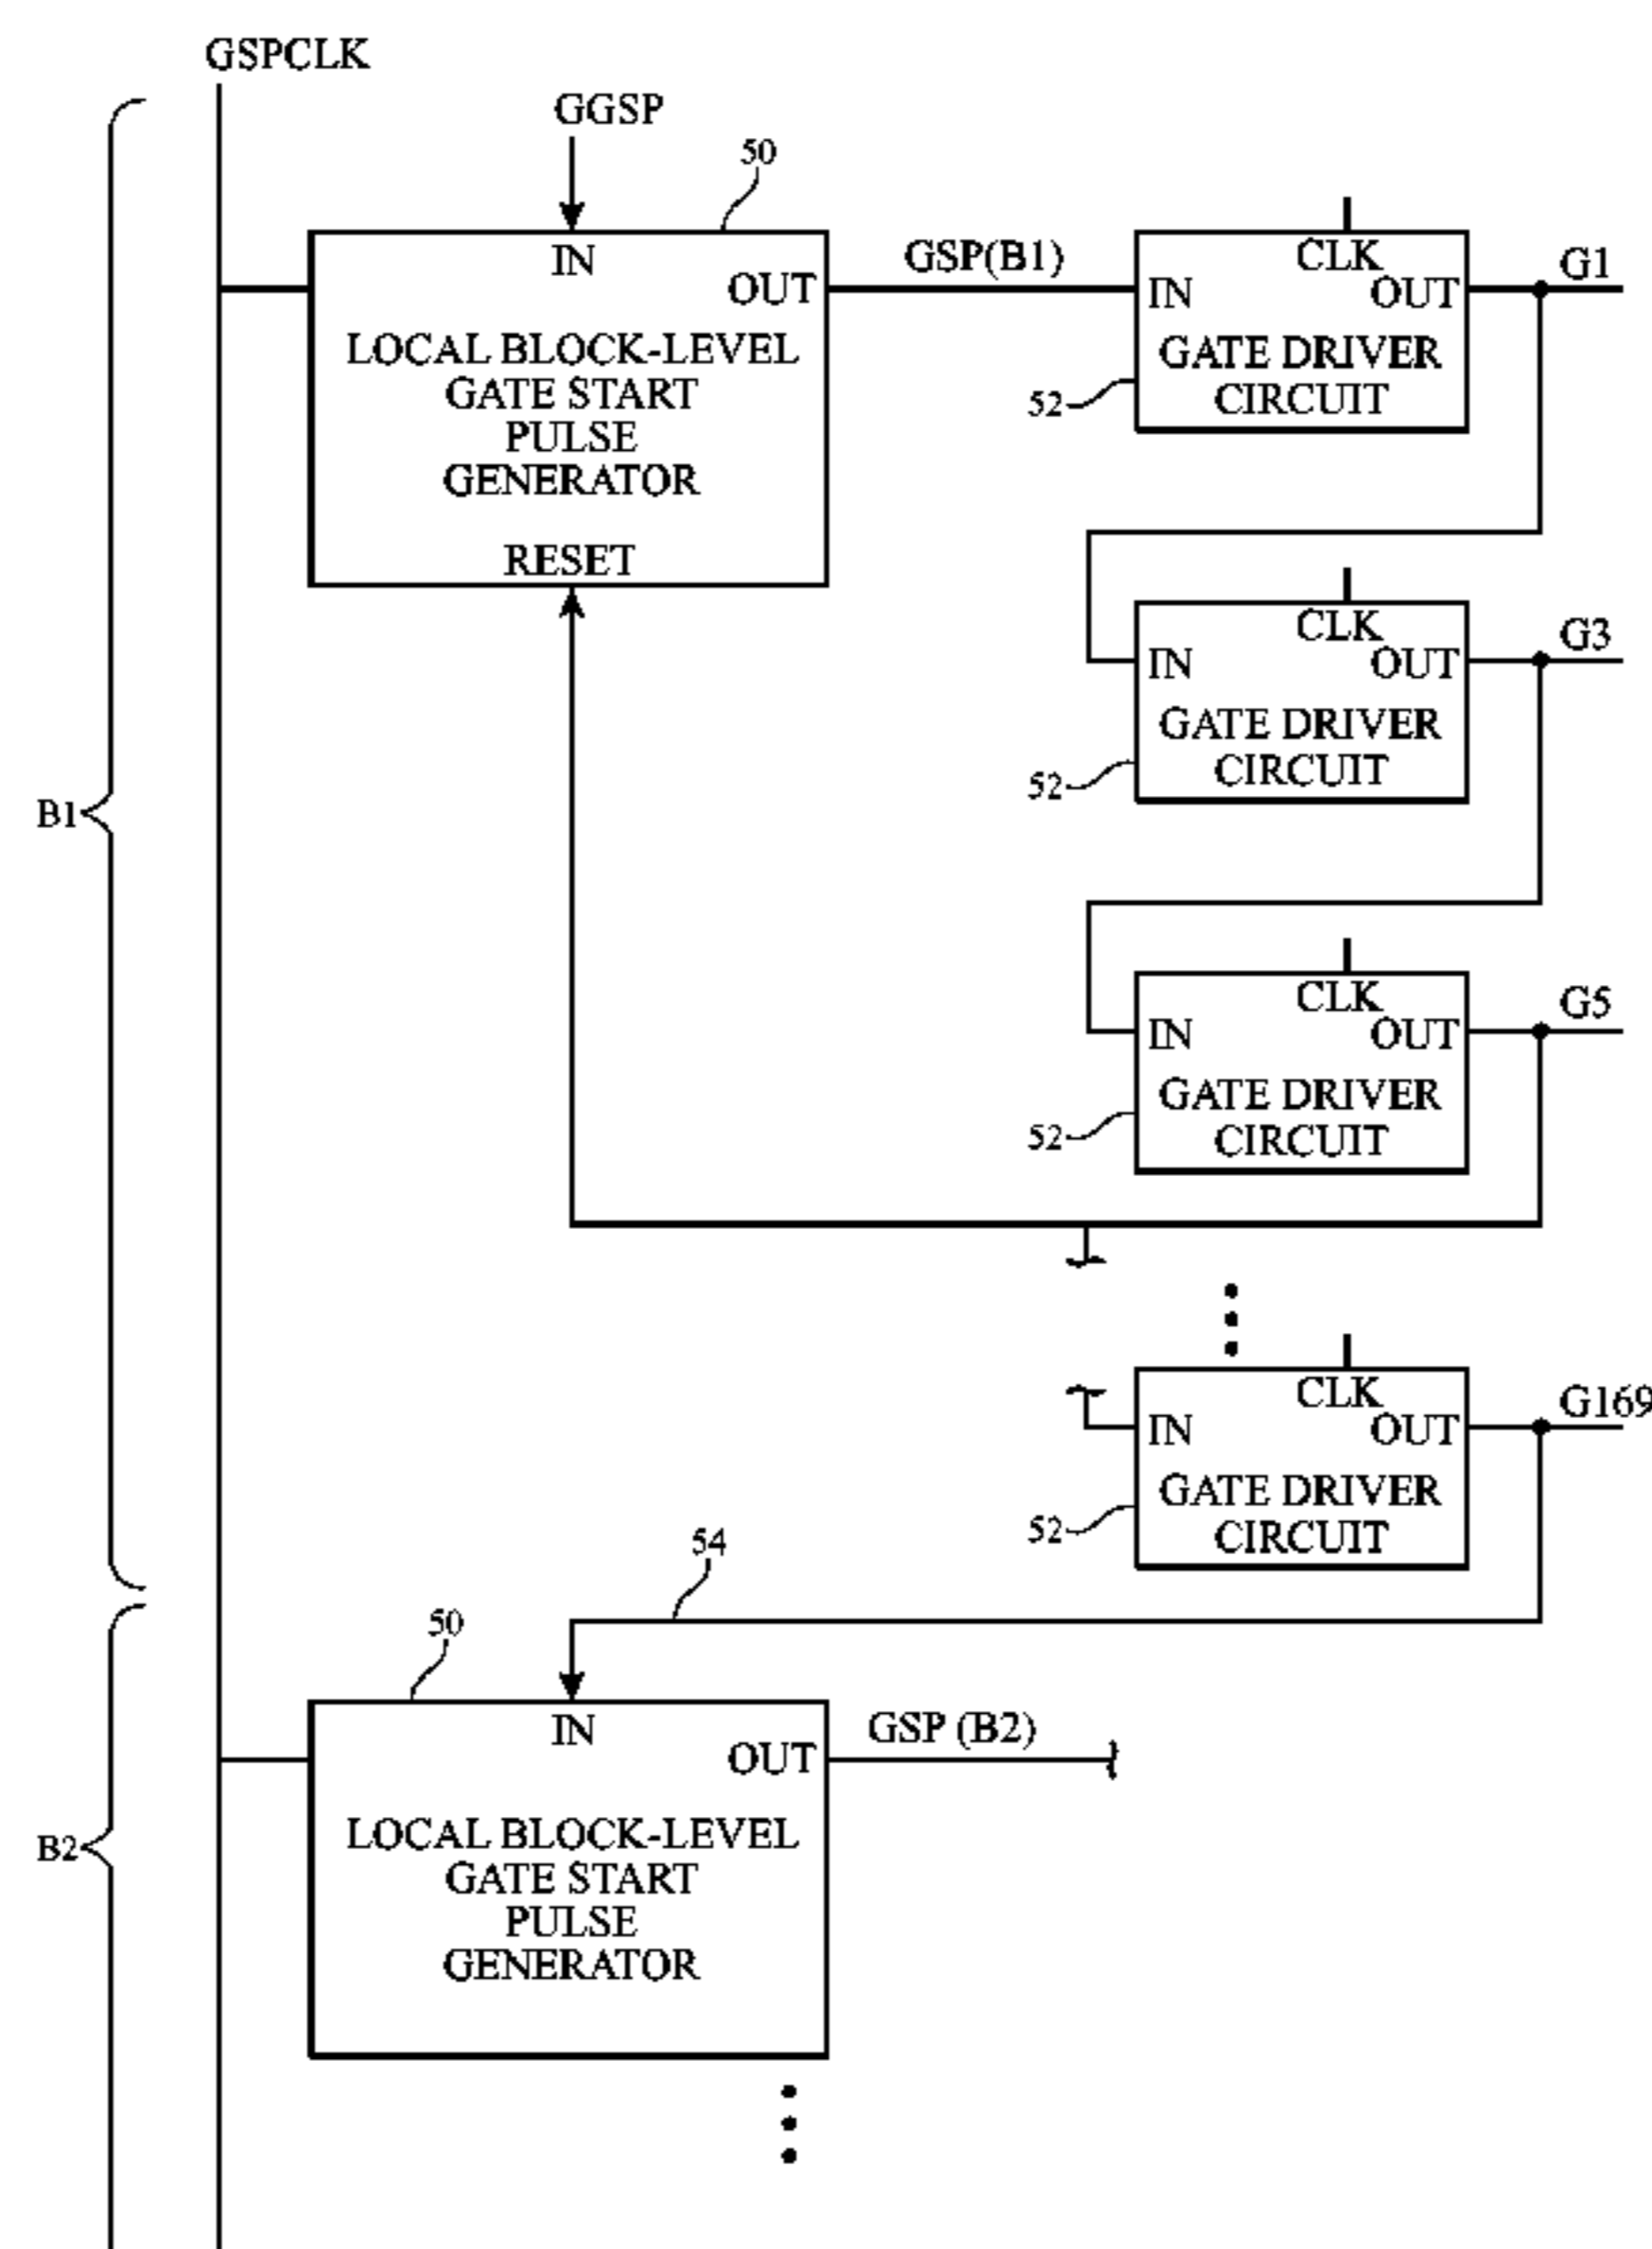 GSPCLK
GGSP
50
IN
OUT
LOCAL BLOCK-LEVEL
GATE START
PULSE
GENERATOR
RESET
GSP(B1)
CLK
IN
OUT
GATE DRIVER
CIRCUIT
52
G1
CLK
IN
OUT
GATE DRIVER
CIRCUIT
52
G3
B1
CLK
IN
OUT
GATE DRIVER
CIRCUIT
52
G5
CLK
IN
OUT
GATE DRIVER
CIRCUIT
52
G169
54
50
IN
OUT
LOCAL BLOCK-LEVEL
GATE START
PULSE
GENERATOR
GSP (B2)
B2